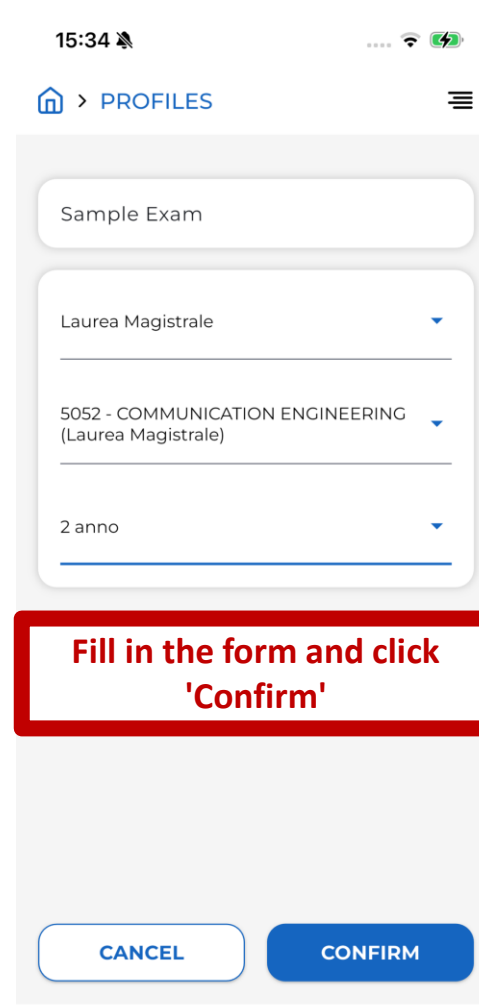 15:34
> PROFILES
Sample Exam
Laurea Magistrale
5052 - COMMUNICATION ENGINEERING
(Laurea Magistrale)
2 anno
Fill in the form and click
'Confirm'
CANCEL CONFIRM